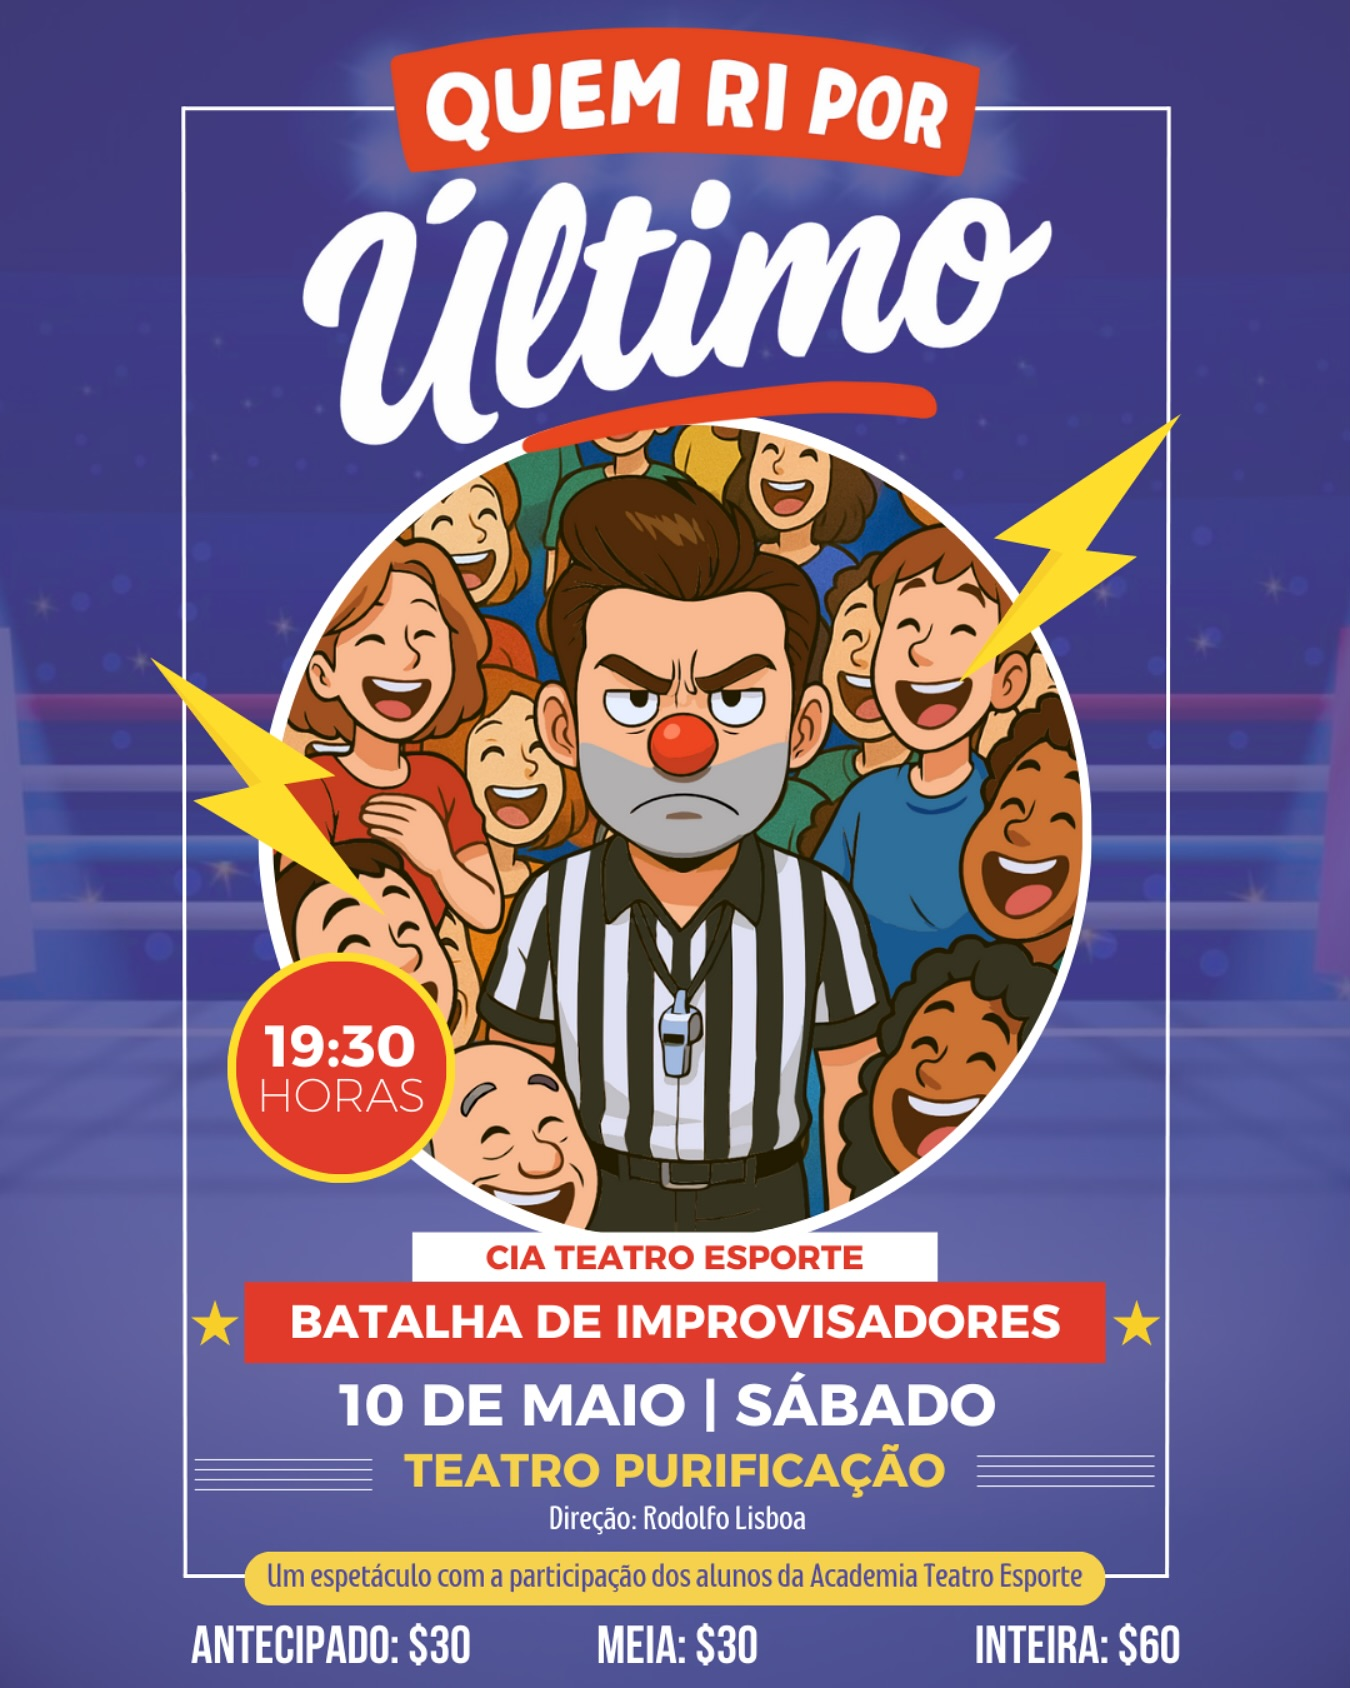 QUEM RI POR
Último
19:30
HORAS
CIA TEATRO ESPORTE
BATALHA DE IMPROVISADORES
10 DE MAIO | SÁBADO
TEATRO PURIFICAÇÃO
Direção: Rodolfo Lisboa
Um espetáculo com a participação dos alunos da Academia Teatro Esporte
ANTECIPADO: $30 MEIA: $30 INTEIRA: $60